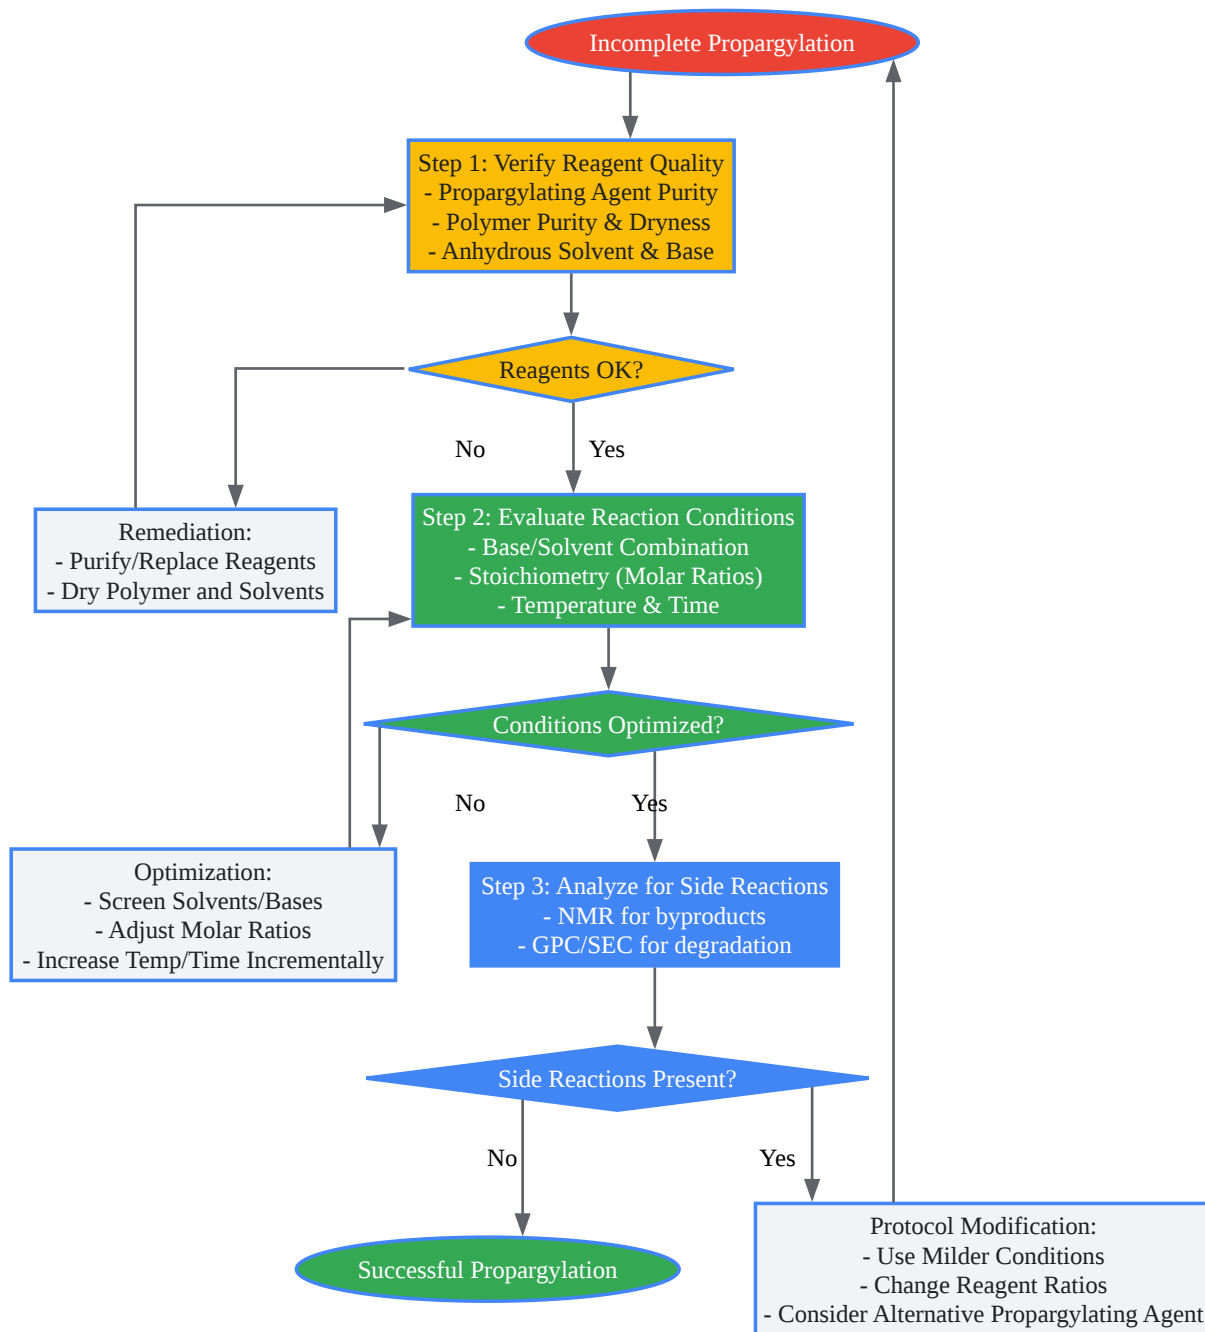 Incomplete Propargylation
Step 1: Verify Reagent Quality
- Propargylating Agent Purity
- Polymer Purity & Dryness
- Anhydrous Solvent & Base
Reagents OK?
No
Yes
Remediation:
- Purify/Replace Reagents
- Dry Polymer and Solvents
Step 2: Evaluate Reaction Conditions
- Base/Solvent Combination
- Stoichiometry (Molar Ratios)
- Temperature & Time
Conditions Optimized?
No
Yes
Optimization:
- Screen Solvents/Bases
- Adjust Molar Ratios
- Increase Temp/Time Incrementally
Step 3: Analyze for Side Reactions
- NMR for byproducts
- GPC/SEC for degradation
Side Reactions Present?
No
Yes
Successful Propargylation
Protocol Modification:
- Use Milder Conditions
- Change Reagent Ratios
- Consider Alternative Propargylating Agent